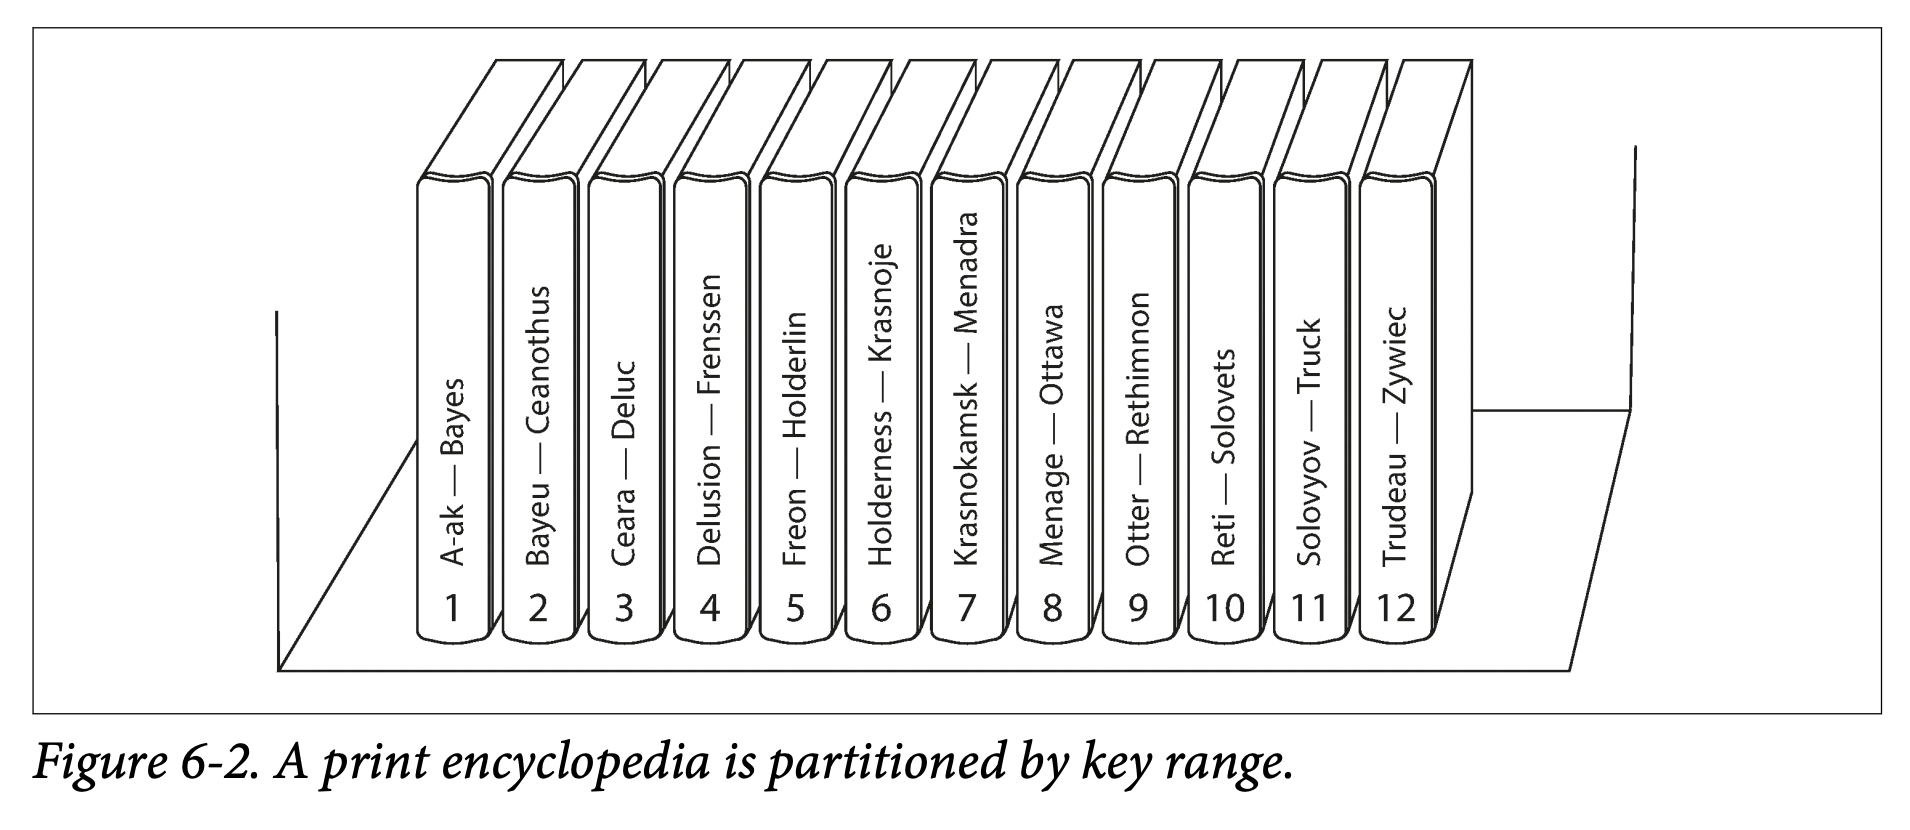 A-ak — Bayes
1
Bayeu — Ceanothus
2
Ceara — Deluc
3
Delusion — Frenssen
4
Freon — Holderlin
5
Holderness — Krasnoje
6
Krasnokamsk — Menadra
7
Menage — Ottawa
8
Otter — Rethimnon
9
Reti — Solovets
10
Solovyov — Truck
11
Trudeau — Zywiec
12
Figure 6-2. A print encyclopedia is partitioned by key range.